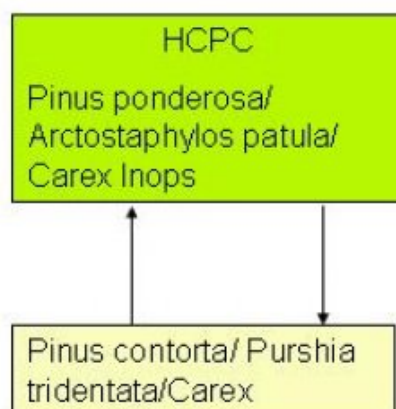 HCPC
Pinus ponderosa/
Arctostaphylos patula/
Carex Inops
Pinus contorta/ Purshia
tridentata/Carex